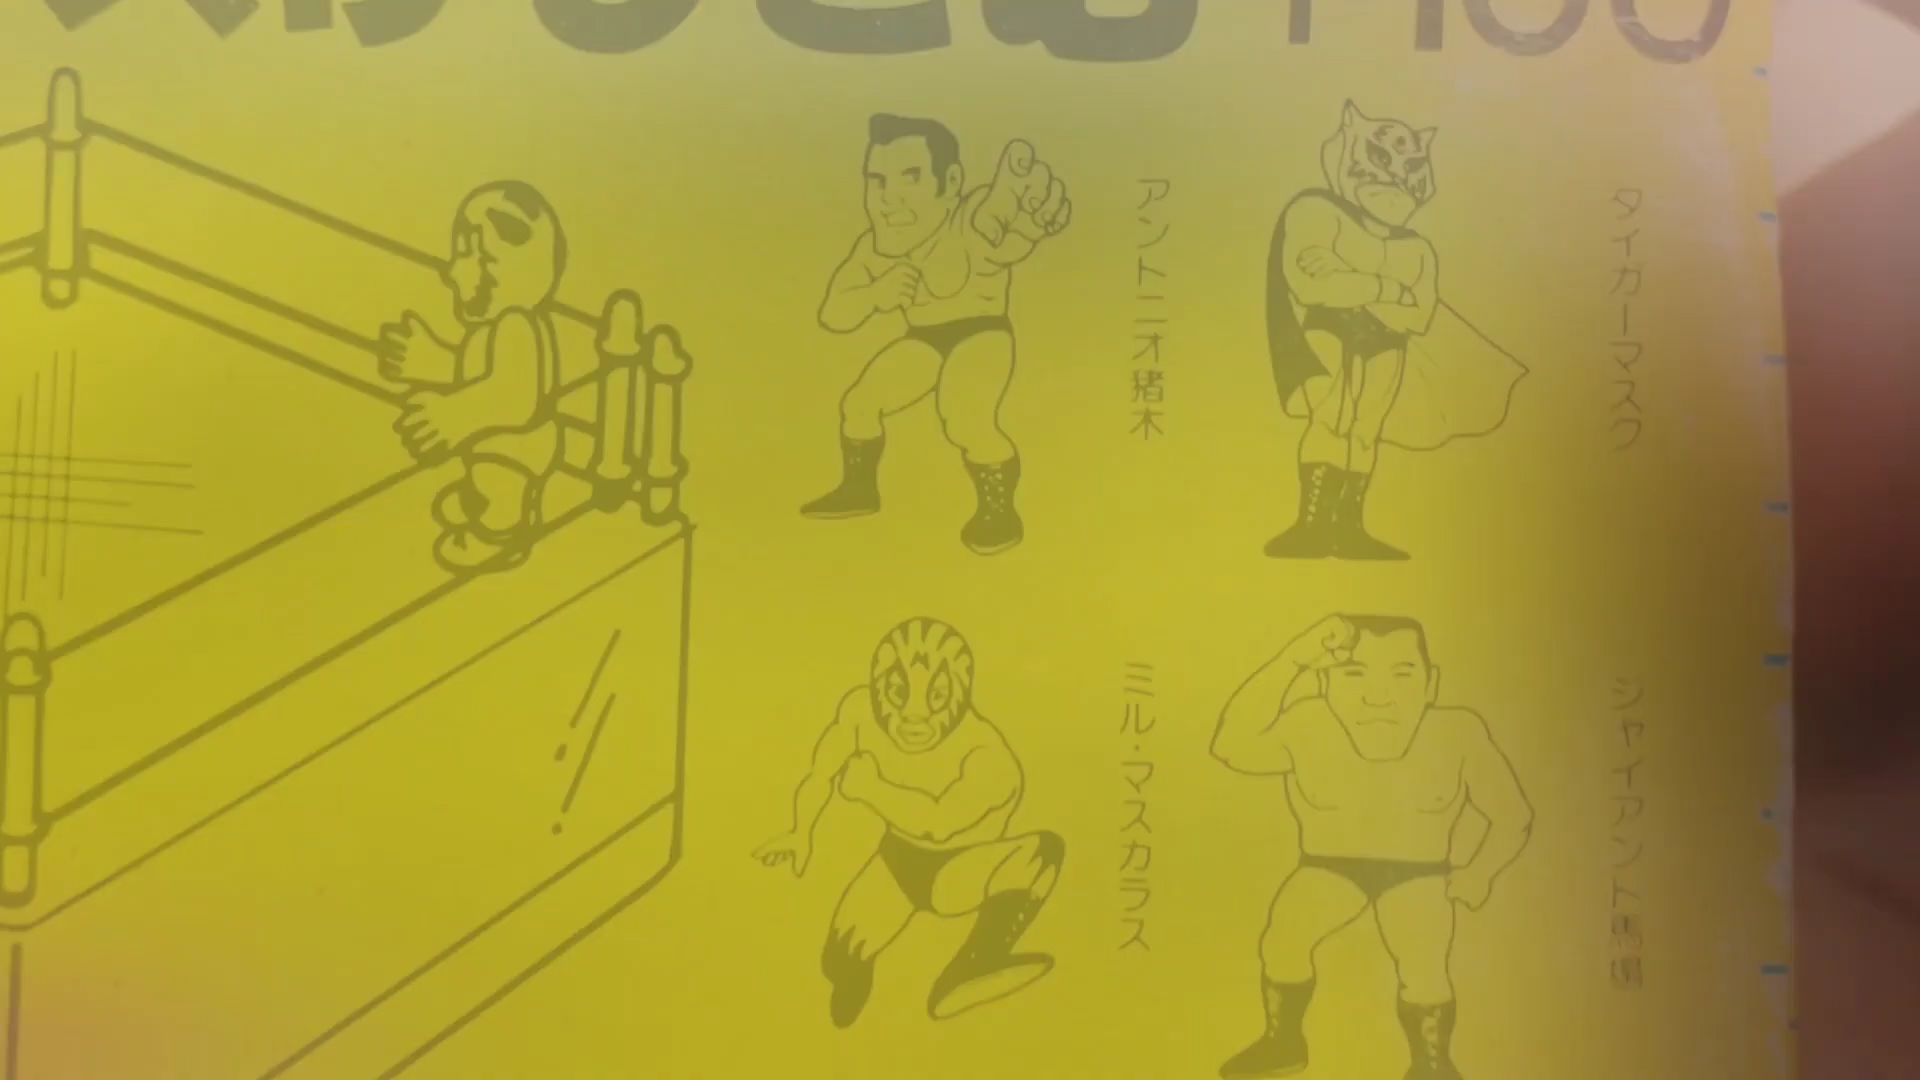 ¥100
アントニオ猪木
タイガーマスク
ミル・マスカラス
ジャイアント馬場